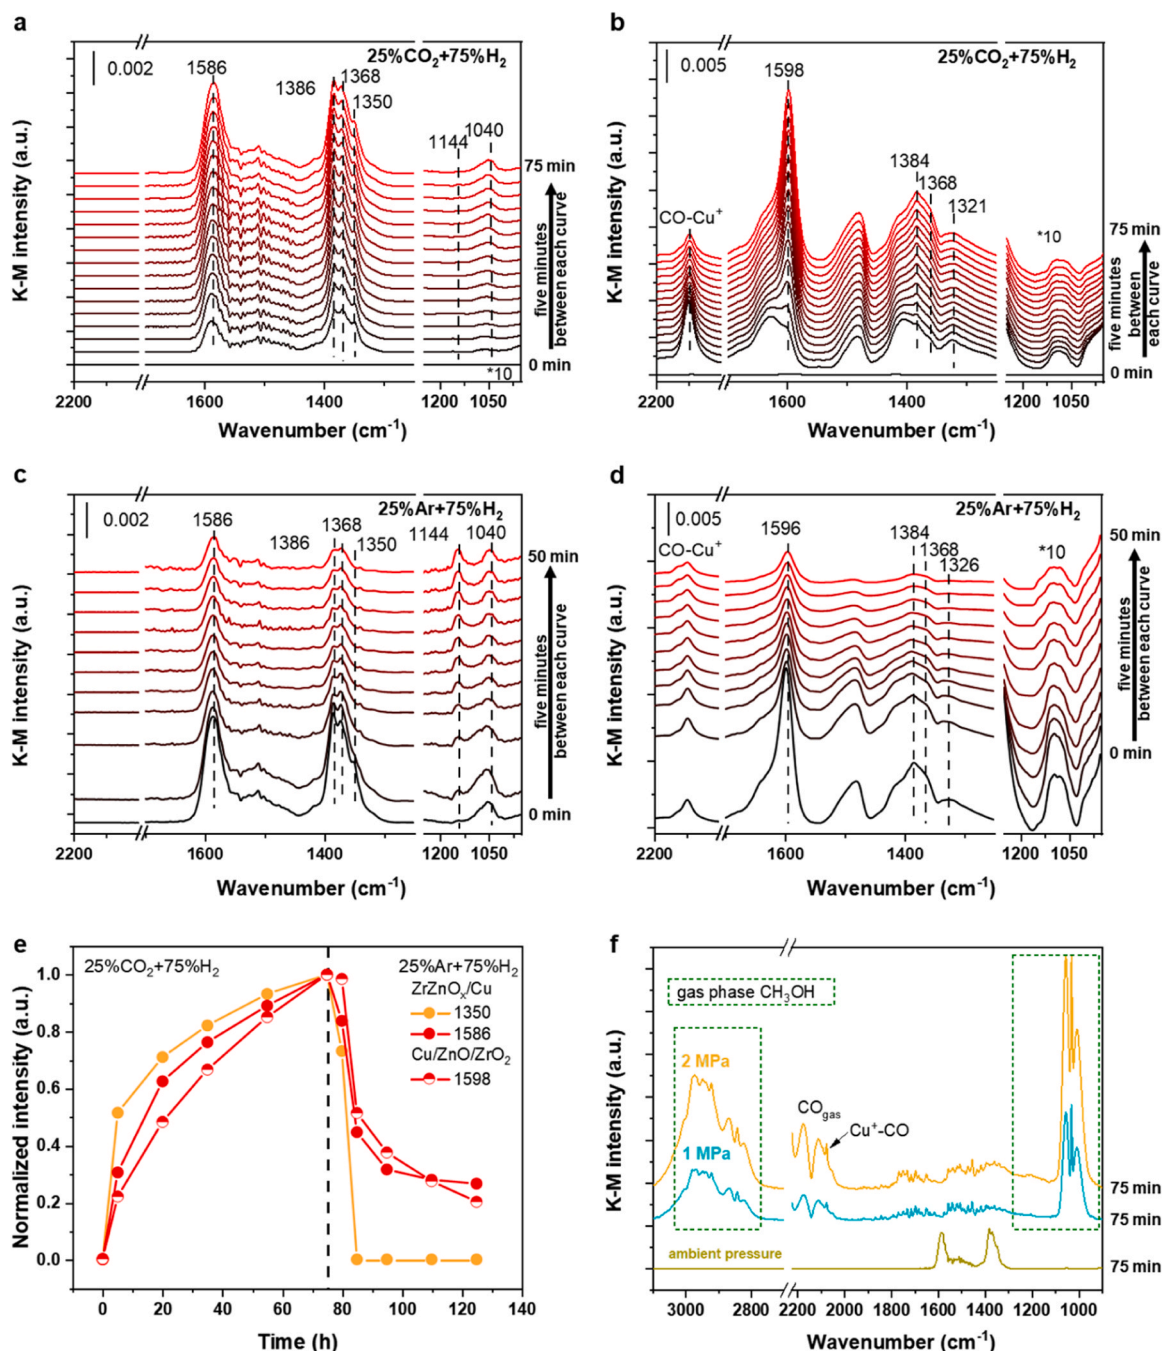 a
25%CO₂+75%H₂
0.002
1586
1386
1368
1350
1144
1040
75 min
five minutes
between each curve
0 min
*10
K-M intensity (a.u.)
2200
1600
1400
1200
1050
Wavenumber (cm⁻¹)
b
25%CO₂+75%H₂
0.005
1598
CO-Cu⁺
1384
1368
1321
*10
75 min
five minutes
between
each curve
0 min
K-M intensity (a.u.)
2200
1600
1400
1200
1050
Wavenumber (cm⁻¹)
c
25%Ar+75%H₂
0.002
1586
1386
1368
1350
1144
1040
50 min
five minutes
between each curve
0 min
K-M intensity (a.u.)
2200
1600
1400
1200
1050
Wavenumber (cm⁻¹)
d
25%Ar+75%H₂
0.005
1596
CO-Cu⁺
1384
1368
1326
*10
50 min
five minutes
between each curve
0 min
K-M intensity (a.u.)
2200
1600
1400
1200
1050
Wavenumber (cm⁻¹)
e
25%CO₂+75%H₂
25%Ar+75%H₂
ZrZnOₓ/Cu
1350
1586
Cu/ZnO/ZrO₂
1598
Normalized intensity (a.u.)
1.0
0.8
0.6
0.4
0.2
0.0
0
20
40
60
80
100
120
140
Time (h)
f
gas phase CH₃OH
2 MPa
1 MPa
ambient pressure
CO gas
Cu⁺-CO
75 min
75 min
75 min
K-M intensity (a.u.)
3000
2800
2200
2000
1800
1600
1400
1200
1000
Wavenumber (cm⁻¹)